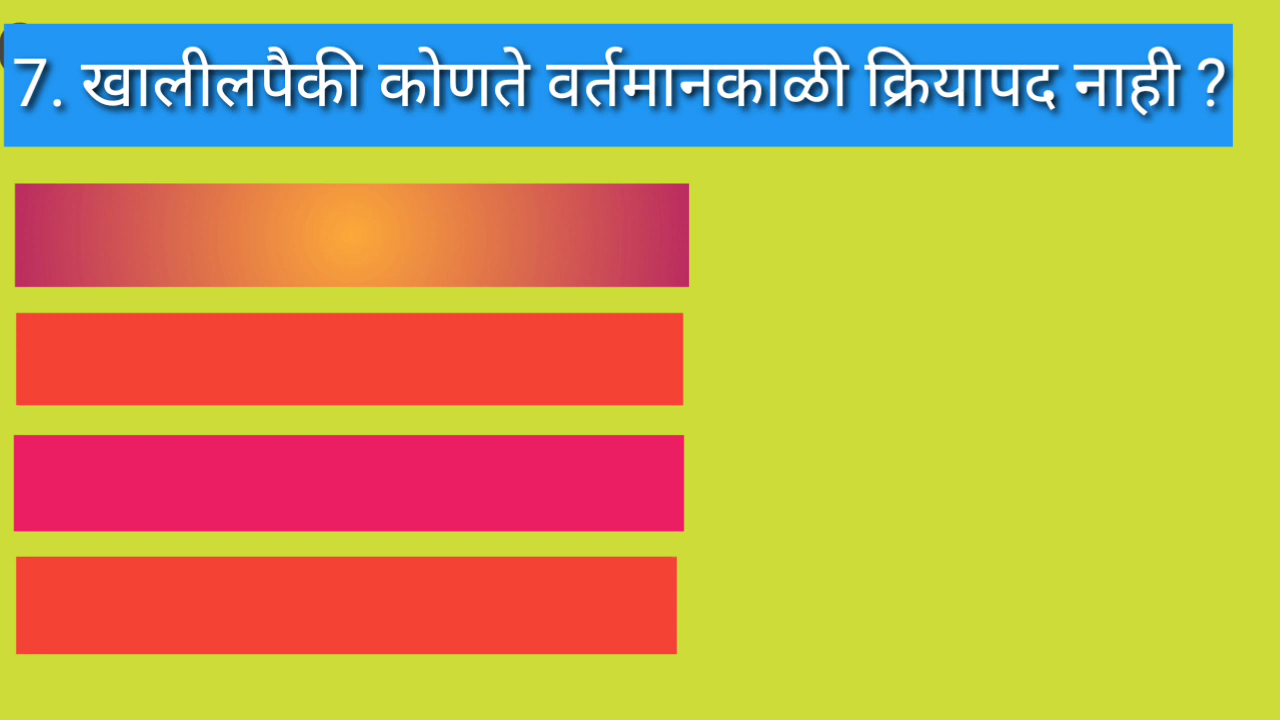 7. खालीलपैकी कोणते वर्तमानकाळी क्रियापद नाही ?